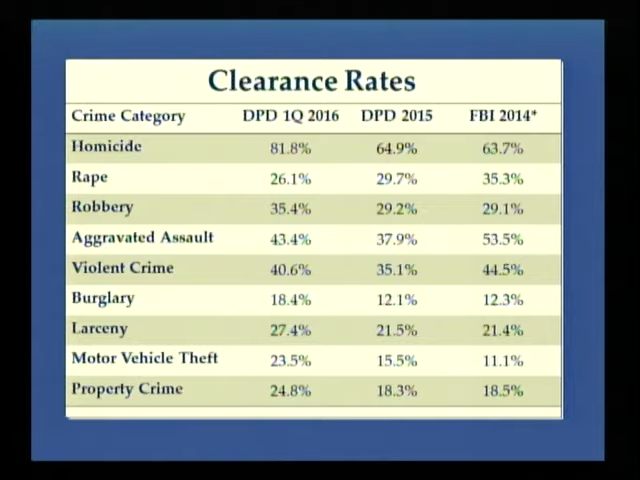 Clearance Rates
Crime Category DPD 1Q 2016 DPD 2015 FBI 2014*
Homicide 81.8% 64.9% 63.7%
Rape 26.1% 29.7% 35.3%
Robbery 35.4% 29.2% 29.1%
Aggravated Assault 43.4% 37.9% 53.5%
Violent Crime 40.6% 35.1% 44.5%
Burglary 18.4% 12.1% 12.3%
Larceny 27.4% 21.5% 21.4%
Motor Vehicle Theft 23.5% 15.5% 11.1%
Property Crime 24.8% 18.3% 18.5%